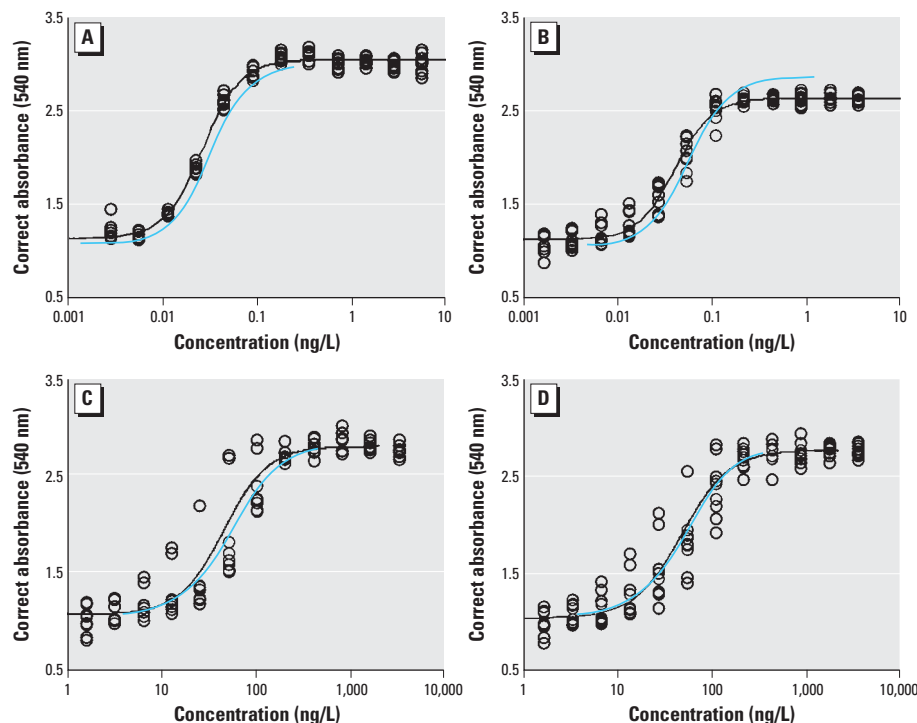 A
Correct absorbance (540 nm)
3.5
2.5
1.5
0.5
0.001 0.01 0.1 1 10
Concentration (ng/L)
B
Correct absorbance (540 nm)
3.5
2.5
1.5
0.5
0.001 0.01 0.1 1 10
Concentration (ng/L)
C
Correct absorbance (540 nm)
3.5
2.5
1.5
0.5
1 10 100 1,000 10,000
Concentration (ng/L)
D
Correct absorbance (540 nm)
3.5
2.5
1.5
0.5
1 10 100 1,000 10,000
Concentration (ng/L)